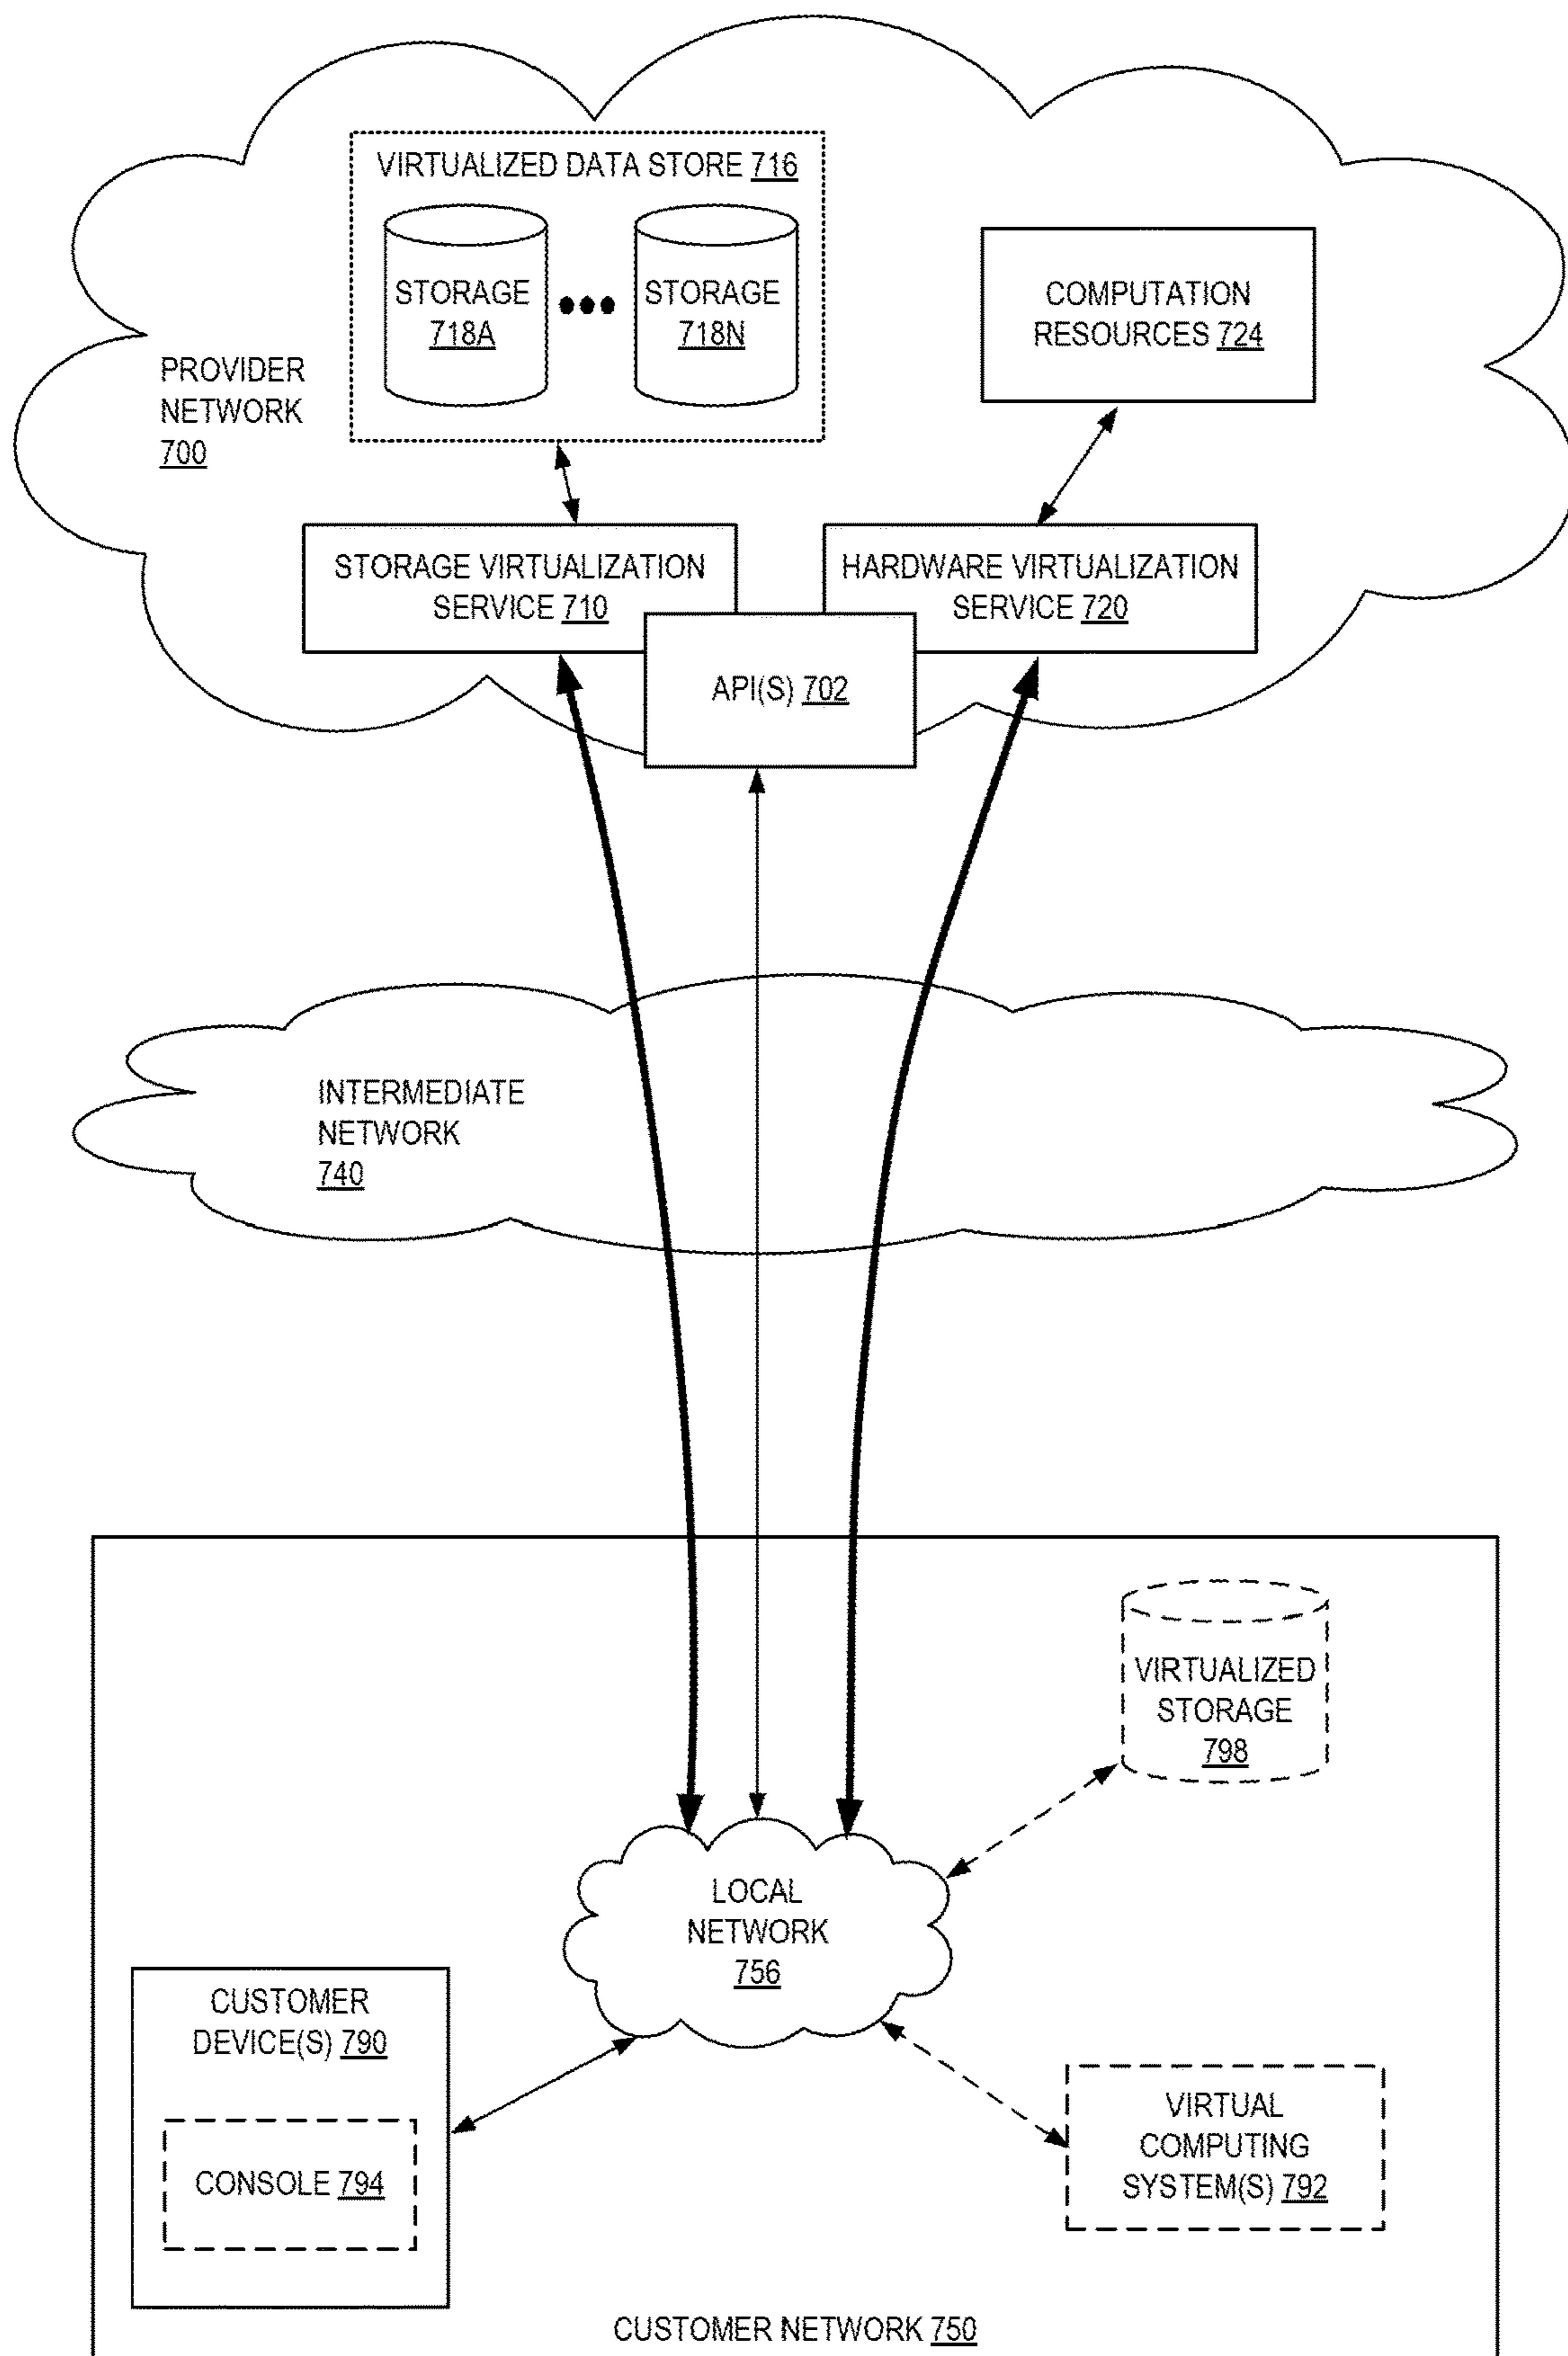 VIRTUALIZED DATA STORE 716
STORAGE
718A
STORAGE
718N
COMPUTATION
RESOURCES 724
PROVIDER
NETWORK
700
STORAGE VIRTUALIZATION
SERVICE 710
HARDWARE VIRTUALIZATION
SERVICE 720
API(S) 702
INTERMEDIATE
NETWORK
740
VIRTUALIZED
STORAGE
798
LOCAL
NETWORK
756
CUSTOMER
DEVICE(S) 790
CONSOLE 794
VIRTUAL
COMPUTING
SYSTEM(S) 792
CUSTOMER NETWORK 750